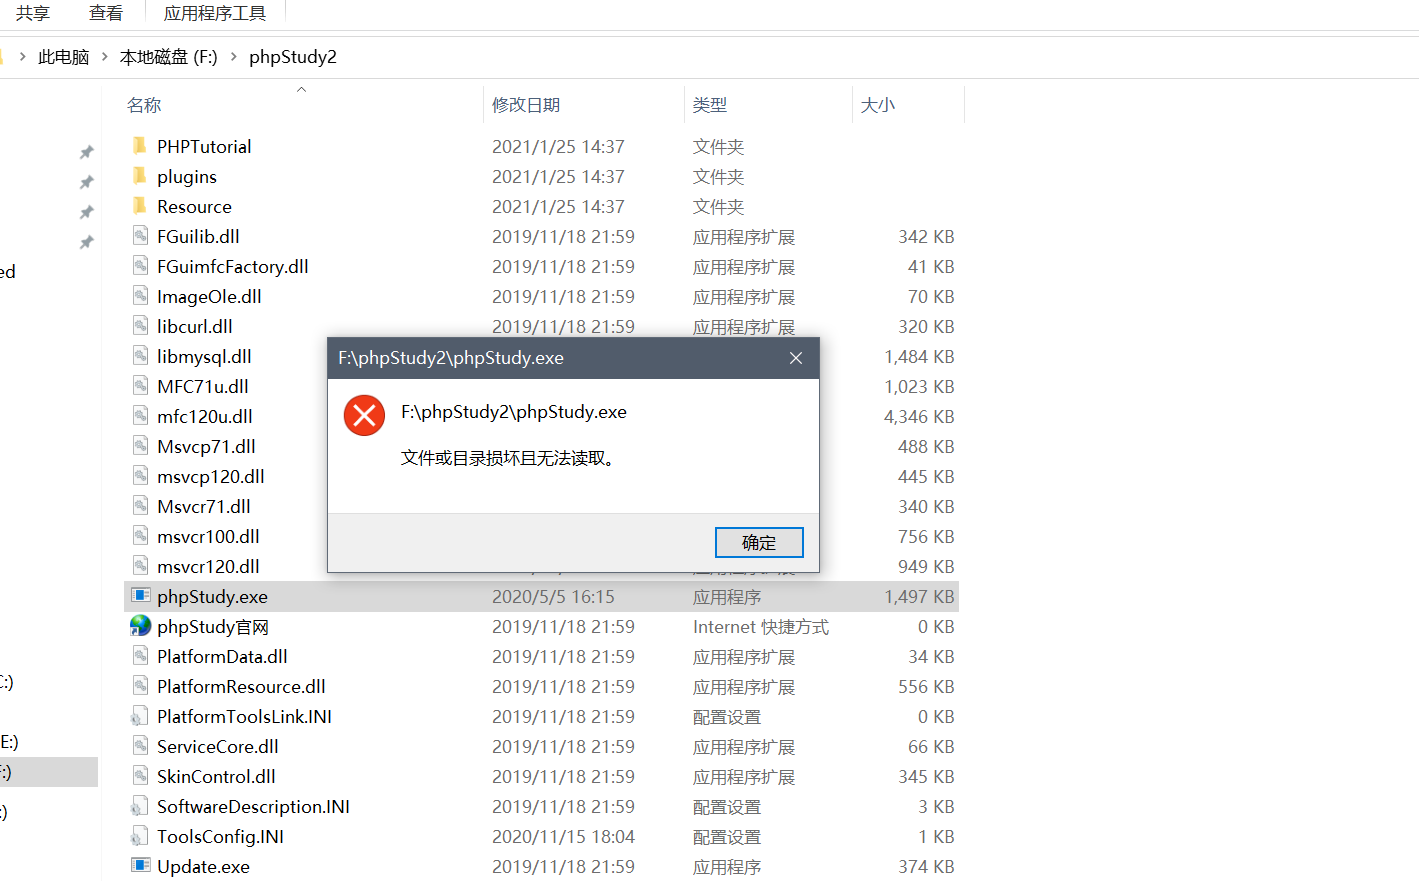 共享 查看 应用程序工具
此电脑 本地磁盘 (F:) phpStudy2
名称 修改日期 类型 大小
PHPTutorial 2021/1/25 14:37 文件夹
plugins 2021/1/25 14:37 文件夹
Resource 2021/1/25 14:37 文件夹
FGuilib.dll 2019/11/18 21:59 应用程序扩展 342 KB
FGuimfcFactory.dll 2019/11/18 21:59 应用程序扩展 41 KB
ed
ImageOle.dll 2019/11/18 21:59 应用程序扩展 70 KB
libcurl.dll 2019/11/18 21:59 应用程序扩展 320 KB
libmysql.dll 1,484 KB
MFC71u.dll 1,023 KB
mfc120u.dll 4,346 KB
Msvcp71.dll 488 KB
msvcp120.dll 445 KB
Msvcr71.dll 340 KB
msvcr100.dll 756 KB
msvcr120.dll 949 KB
F:\phpStudy2\phpStudy.exe
F:\phpStudy2\phpStudy.exe
文件或目录损坏且无法读取。
确定
phpStudy.exe 2020/5/5 16:15 应用程序 1,497 KB
phpStudy官网 2019/11/18 21:59 Internet 快捷方式 0 KB
PlatformData.dll 2019/11/18 21:59 应用程序扩展 34 KB
C:)
PlatformResource.dll 2019/11/18 21:59 应用程序扩展 556 KB
PlatformToolsLink.INI 2019/11/18 21:59 配置设置 0 KB
E:)
ServiceCore.dll 2019/11/18 21:59 应用程序扩展 66 KB
:)
SkinControl.dll 2019/11/18 21:59 应用程序扩展 345 KB
SoftwareDescription.INI 2019/11/18 21:59 配置设置 3 KB
:)
ToolsConfig.INI 2020/11/15 18:04 配置设置 1 KB
Update.exe 2019/11/18 21:59 应用程序 374 KB